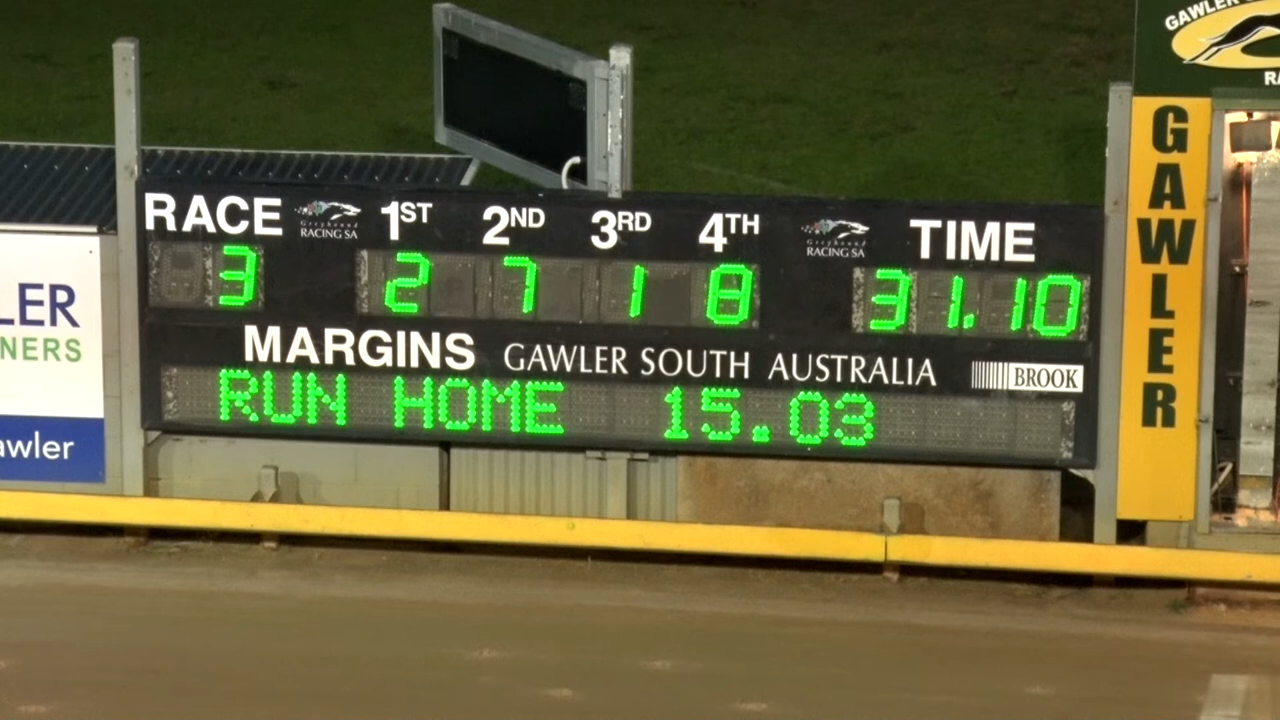 GAWLER
RA
RACE
Greyhound
RACING SA
1ST 2ND 3RD 4TH
Greyhound
RACING SA
TIME
3 2 7 1 8 31.10
MARGINS GAWLER SOUTH AUSTRALIA BROOK
RUN HOME 15.03
LER
NERS
awler
GAWLER